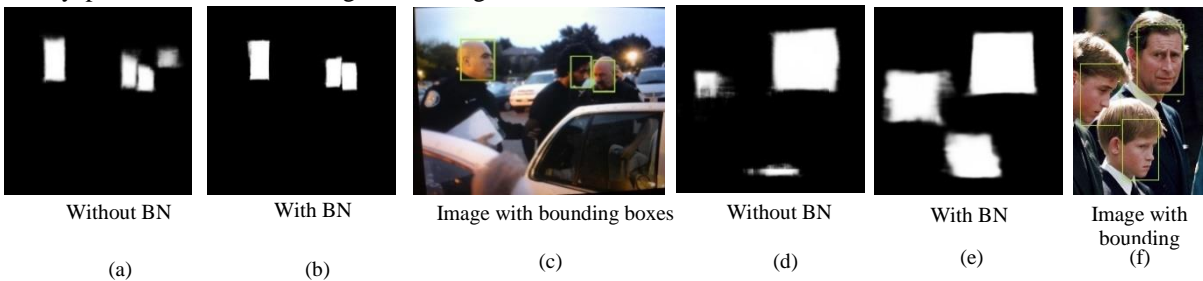 Without BN
With BN
Image with bounding boxes
Without BN
With BN
Image with
bounding
(a)
(b)
(c)
(d)
(e)
(f)